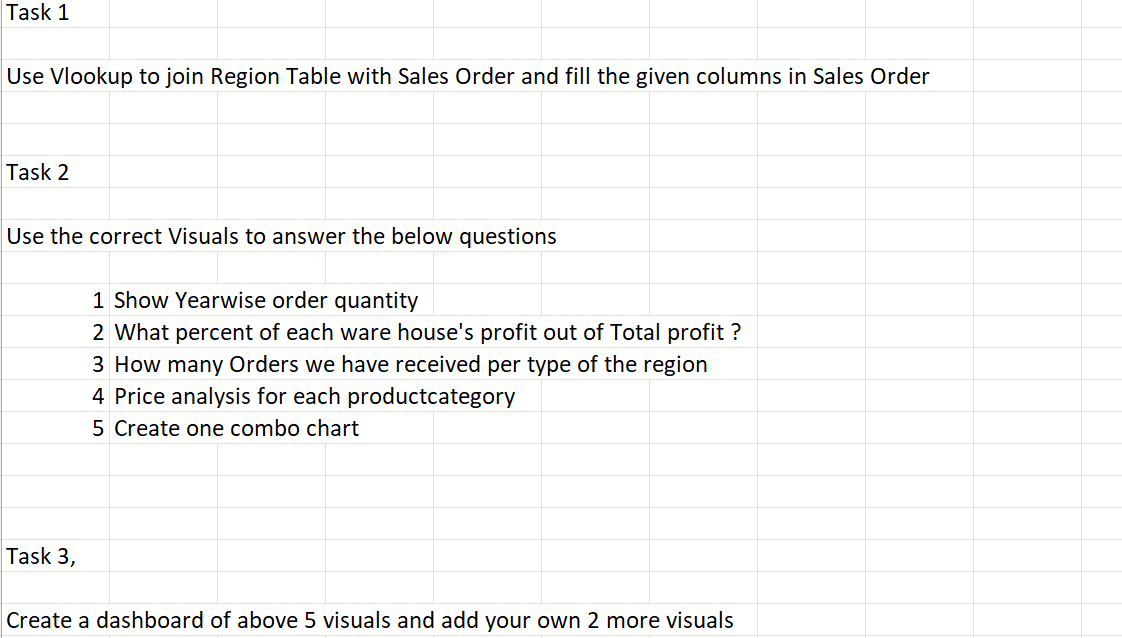 Task 1
Use Vlookup to join Region Table with Sales Order and fill the given columns in Sales Order
Task 2
Use the correct Visuals to answer the below questions
1 Show Yearwise order quantity
2 What percent of each ware house's profit out of Total profit ?
3 How many Orders we have received per type of the region
4 Price analysis for each productcategory
5 Create one combo chart
Task 3,
Create a dashboard of above 5 visuals and add your own 2 more visuals